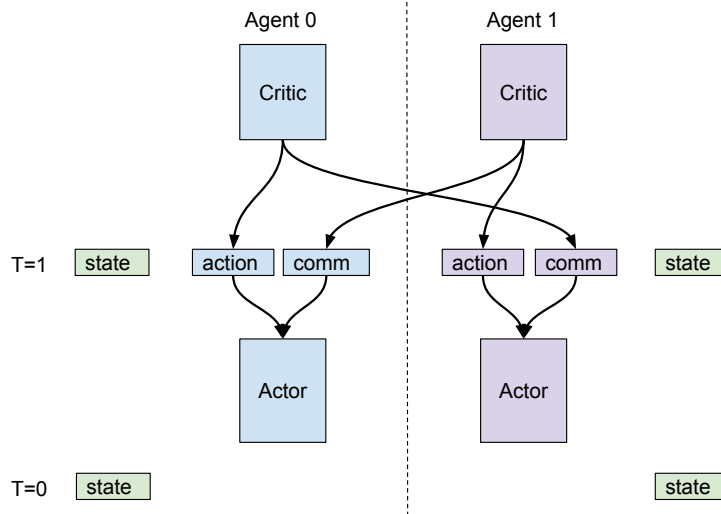 Agent 0 Agent 1
Critic Critic
T=1 state action comm action comm state
Actor Actor
T=0 state state